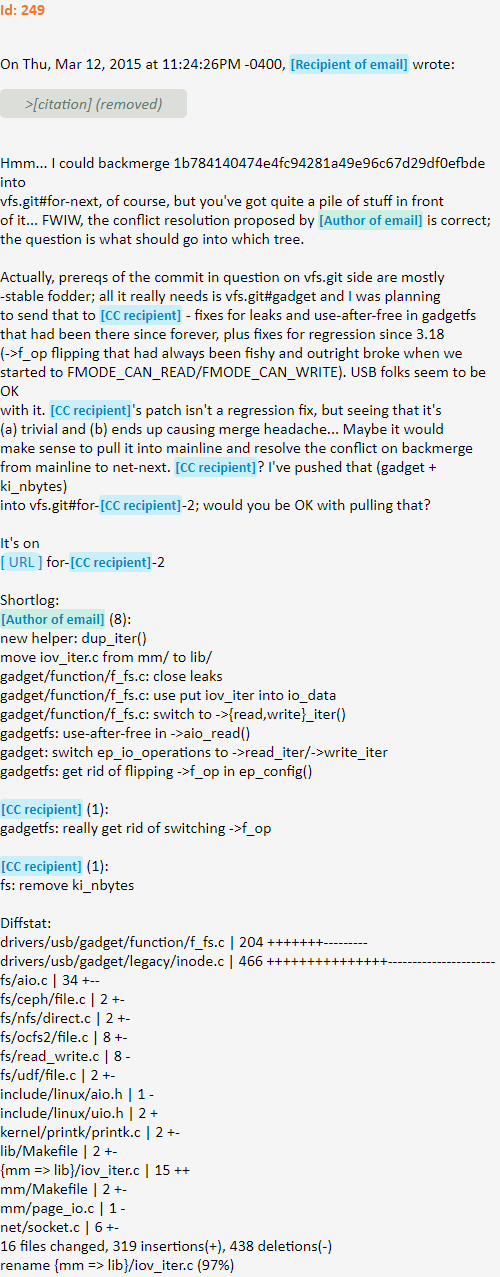 Id: 249
On Thu, Mar 12, 2015 at 11:24:26PM -0400, [Recipient of email] wrote:
>[citation] (removed)
Hmm... I could backmerge 1b784140474e4fc94281a49e96c67d29df0efbde
into
vfs.git#for-next, of course, but you've got quite a pile of stuff in front
of it... FWIW, the conflict resolution proposed by [Author of email] is correct;
the question is what should go into which tree.
Actually, prereqs of the commit in question on vfs.git side are mostly
-stable fodder; all it really needs is vfs.git#gadget and I was planning
to send that to [CC recipient] - fixes for leaks and use-after-free in gadgetfs
that had been there since forever, plus fixes for regression since 3.18
(->f_op flipping that had always been fishy and outright broke when we
started to FMODE_CAN_READ/FMODE_CAN_WRITE). USB folks seem to be
OK
with it. [CC recipient]'s patch isn't a regression fix, but seeing that it's
(a) trivial and (b) ends up causing merge headache... Maybe it would
make sense to pull it into mainline and resolve the conflict on backmerge
from mainline to net-next. [CC recipient]? I've pushed that (gadget +
ki_nbytes)
into vfs.git#for-[CC recipient]-2; would you be OK with pulling that?
It's on
[ URL ] for-[CC recipient]-2
Shortlog:
[Author of email] (8):
new helper: dup_iter()
move iov_iter.c from mm/ to lib/
gadget/function/f_fs.c: close leaks
gadget/function/f_fs.c: use put iov_iter into io_data
gadget/function/f_fs.c: switch to ->{read,write}_iter()
gadgetfs: use-after-free in ->aio_read()
gadget: switch ep_io_operations to ->read_iter/->write_iter
gadgetfs: get rid of flipping ->f_op in ep_config()
[CC recipient] (1):
gadgetfs: really get rid of switching ->f_op
[CC recipient] (1):
fs: remove ki_nbytes
Diffstat:
drivers/usb/gadget/function/f_fs.c | 204 +++++++---------
drivers/usb/gadget/legacy/inode.c | 466 +++++++++++++++----------------------
fs/aio.c | 34 +--
fs/ceph/file.c | 2 +-
fs/nfs/direct.c | 2 +-
fs/ocfs2/file.c | 8 +-
fs/read_write.c | 8 -
fs/udf/file.c | 2 +-
include/linux/aio.h | 1 -
include/linux/uio.h | 2 +
kernel/printk/printk.c | 2 +-
lib/Makefile | 2 +-
{mm => lib}/iov_iter.c | 15 ++
mm/Makefile | 2 +-
mm/page_io.c | 1 -
net/socket.c | 6 +-
16 files changed, 319 insertions(+), 438 deletions(-)
rename {mm => lib}/iov_iter.c (97%)